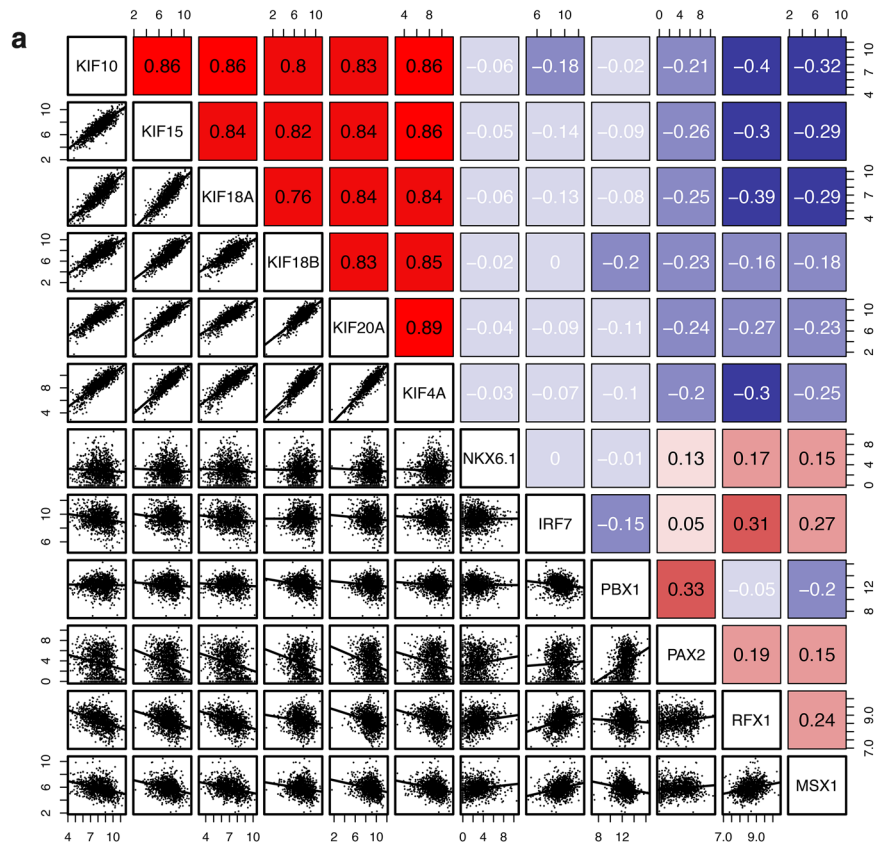 2 6 10 2 6 10 4 6 8 6 8 10 0 4 8 2 6 10
a
KIF10 0.86 0.86 0.8 0.83 0.86 −0.06 −0.18 −0.02 −0.21 −0.4 −0.32 4 7 10
2 6 10 KIF15 0.84 0.82 0.84 0.86 −0.05 −0.14 −0.09 −0.26 −0.3 −0.29
KIF18A 0.76 0.84 0.84 −0.06 −0.13 −0.08 −0.25 −0.39 −0.29 4 7 10
2 6 10 KIF18B 0.83 0.85 −0.02 0 −0.2 −0.23 −0.16 −0.18
KIF20A 0.89 −0.04 −0.09 −0.11 −0.24 −0.27 −0.23 2 6 10
4 8 KIF4A −0.03 −0.07 −0.1 −0.2 −0.3 −0.25
NKX6.1 0 −0.01 0.13 0.17 0.15 0 4 8
6 10 IRF7 −0.15 0.05 0.31 0.27
PBX1 0.33 −0.05 −0.2 8 12
0 4 8 PAX2 0.19 0.15
RFX1 0.24 7.0 9.0
2 6 10 MSX1
4 7 10 4 7 10 2 6 10 0 4 8 8 12 7.0 9.0